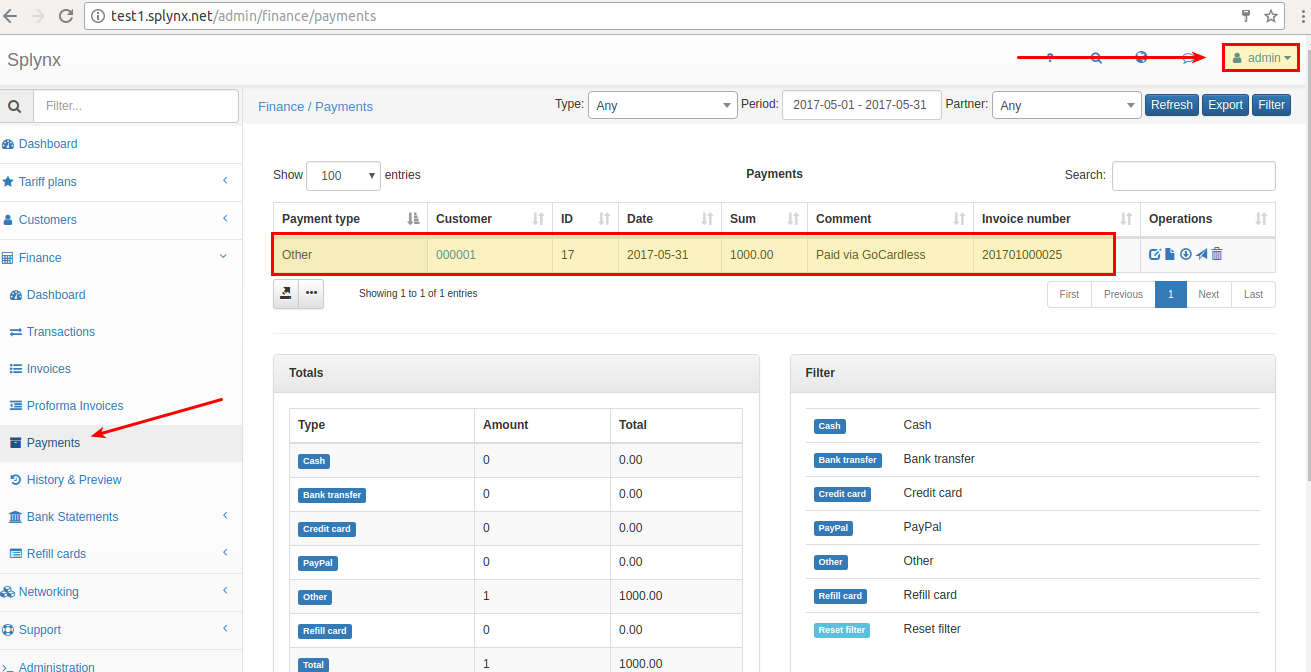 test1.splynx.net/admin/finance/payments
Splynx
admin
Filter...
Finance / Payments
Type: Any Period: 2017-05-01 - 2017-05-31 Partner: Any Refresh Export Filter
Dashboard
Tariff plans
Customers
Finance
Dashboard
Transactions
Invoices
Proforma Invoices
Payments
History & Preview
Bank Statements
Refill cards
Networking
Support
Administration
Show 100 entries
Payments
Search:
Payment type Customer ID Date Sum Comment Invoice number Operations
Other 000001 17 2017-05-31 1000.00 Paid via GoCardless 201701000025
Showing 1 to 1 of 1 entries
First Previous 1 Next Last
Totals
Type Amount Total
Cash 0 0.00
Bank transfer 0 0.00
Credit card 0 0.00
PayPal 0 0.00
Other 1 1000.00
Refill card 0 0.00
Total 1 1000.00
Filter
Cash Cash
Bank transfer Bank transfer
Credit card Credit card
PayPal PayPal
Other Other
Refill card Refill card
Reset filter Reset filter